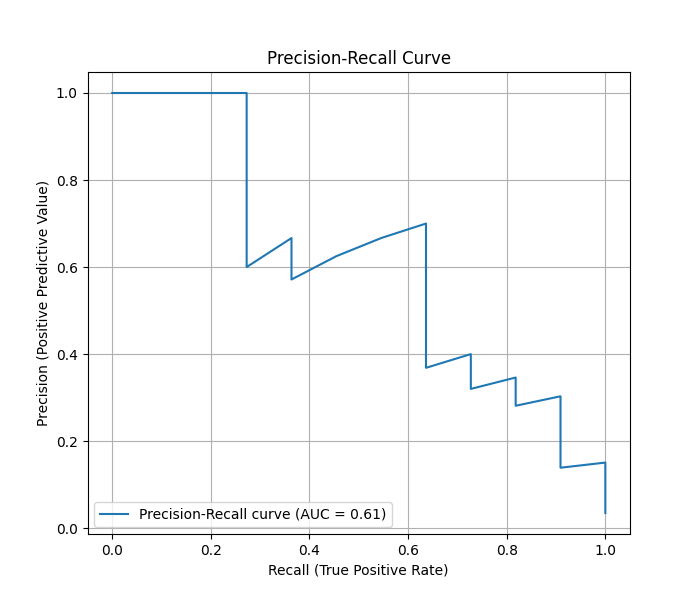 Precision-Recall Curve
Precision (Positive Predictive Value)
1.0
0.8
0.6
0.4
0.2
0.0
Precision-Recall curve (AUC = 0.61)
0.0 0.2 0.4 0.6 0.8 1.0
Recall (True Positive Rate)